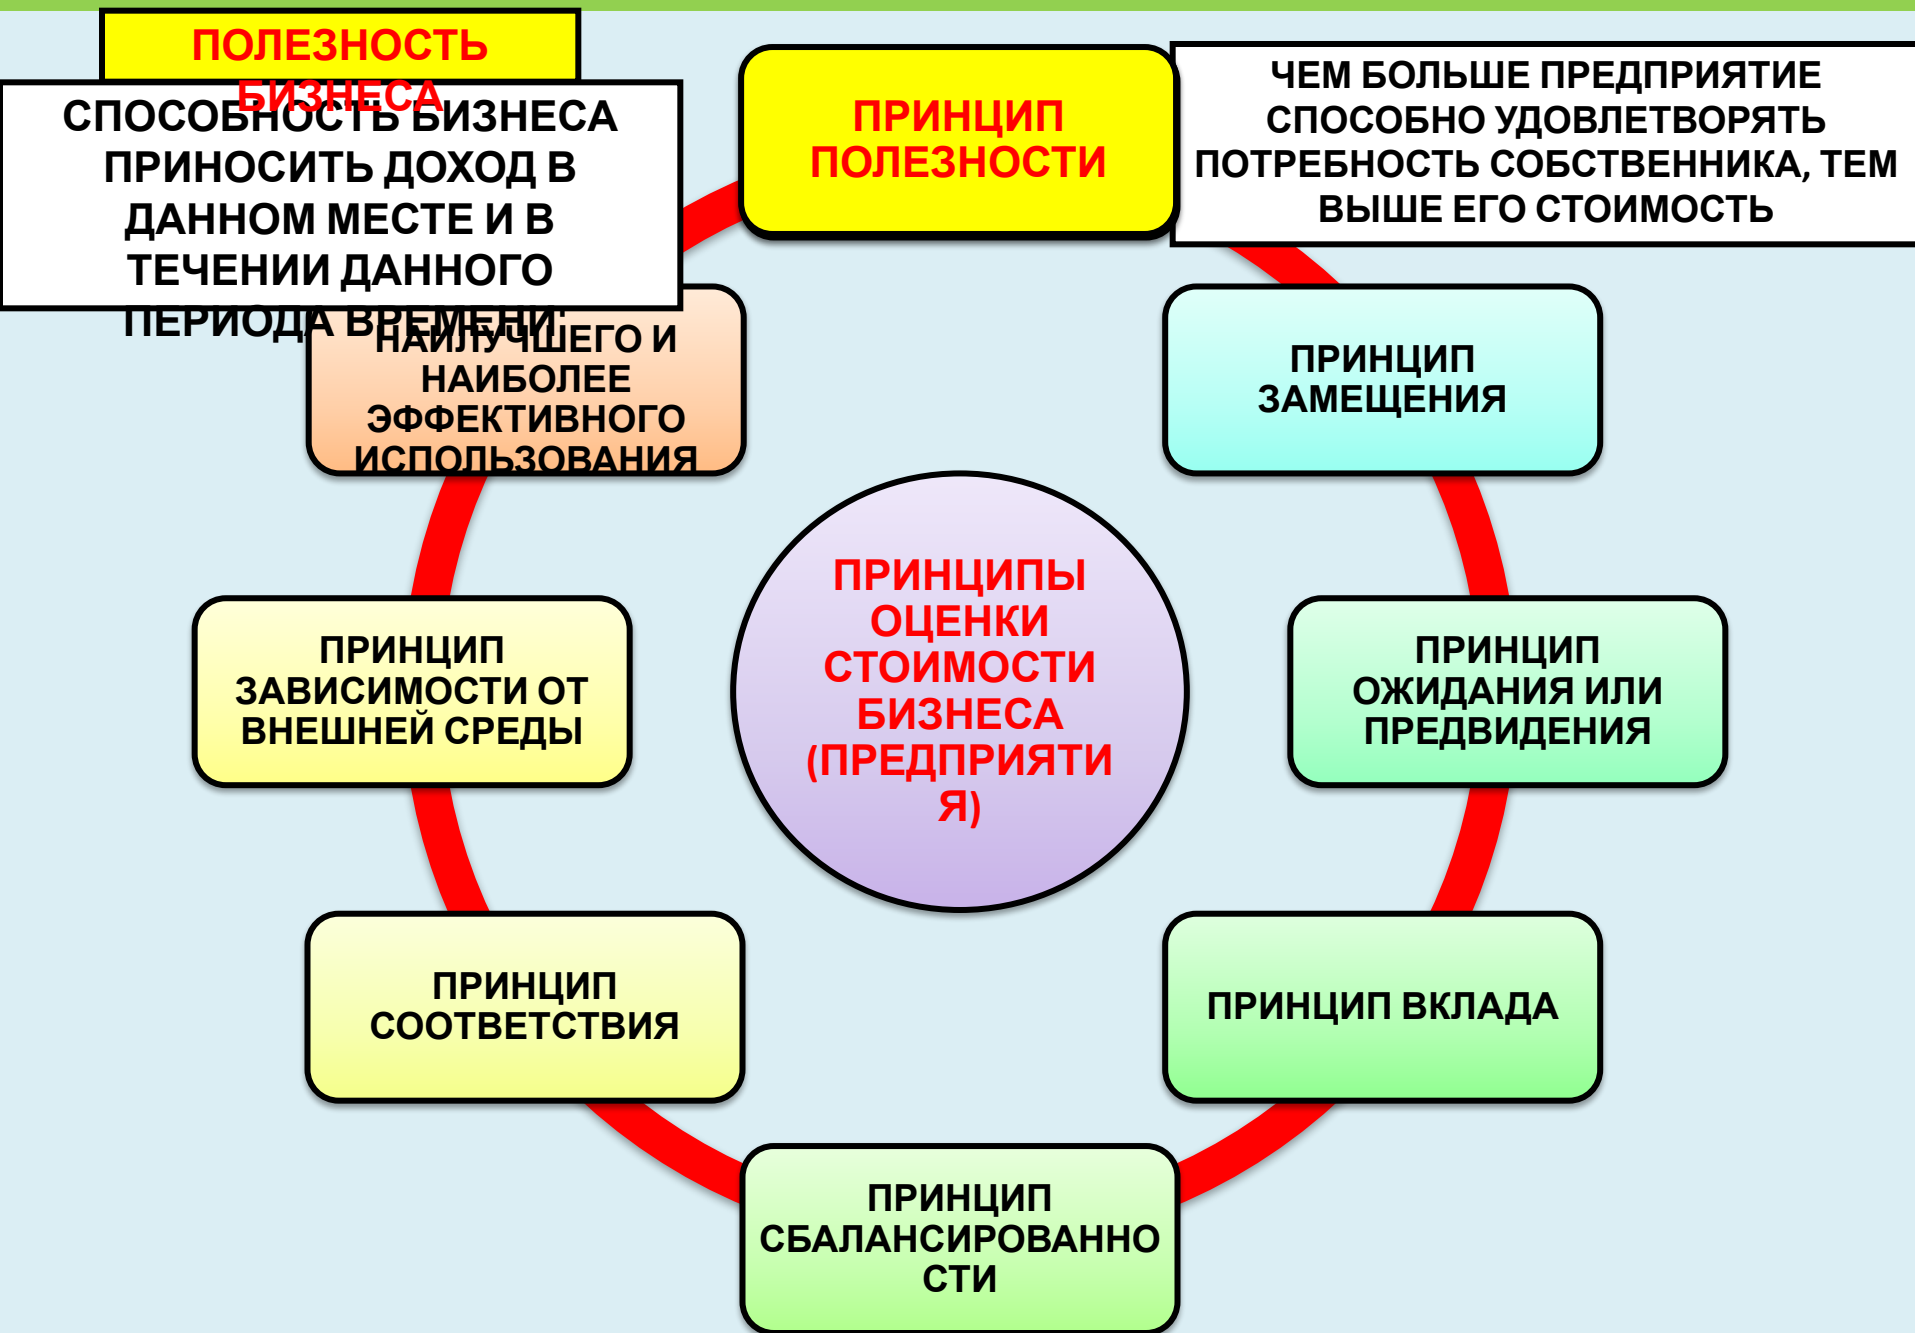 ПОЛЕЗНОСТЬ
БИЗНЕСА
СПОСОБНОСТЬ БИЗНЕСА
ПРИНОСИТЬ ДОХОД В
ДАННОМ МЕСТЕ И В
ТЕЧЕНИИ ДАННОГО
ПЕРИОДА ВРЕМЕНИ
ПРИНЦИП
ПОЛЕЗНОСТИ
ЧЕМ БОЛЬШЕ ПРЕДПРИЯТИЕ
СПОСОБНО УДОВЛЕТВОРЯТЬ
ПОТРЕБНОСТЬ СОБСТВЕННИКА, ТЕМ
ВЫШЕ ЕГО СТОИМОСТЬ
НАИЛУЧШЕГО И
НАИБОЛЕЕ
ЭФФЕКТИВНОГО
ИСПОЛЬЗОВАНИЯ
ПРИНЦИП
ЗАМЕЩЕНИЯ
ПРИНЦИПЫ
ОЦЕНКИ
СТОИМОСТИ
БИЗНЕСА
(ПРЕДПРИЯТИ
Я)
ПРИНЦИП
ЗАВИСИМОСТИ ОТ
ВНЕШНЕЙ СРЕДЫ
ПРИНЦИП
ОЖИДАНИЯ ИЛИ
ПРЕДВИДЕНИЯ
ПРИНЦИП
СООТВЕТСТВИЯ
ПРИНЦИП ВКЛАДА
ПРИНЦИП
СБАЛАНСИРОВАННО
СТИ